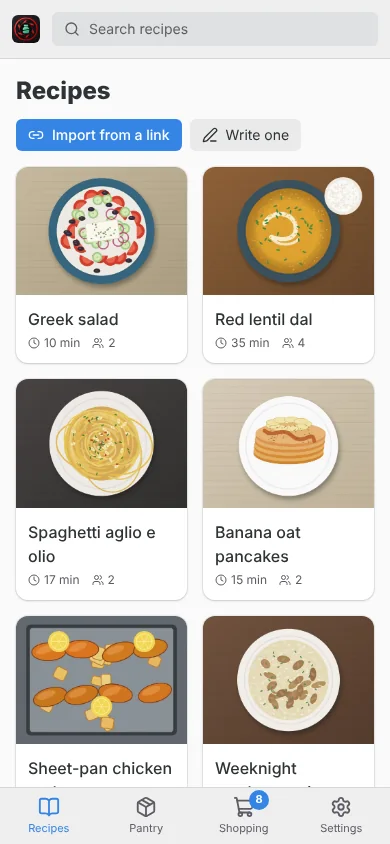 Search recipes
Recipes
Import from a link
Write one
Greek salad
10 min 2
Red lentil dal
35 min 4
Spaghetti aglio e
olio
17 min 2
Banana oat
pancakes
15 min 2
Sheet-pan chicken
Weeknight
8
Recipes
Pantry
Shopping
Settings